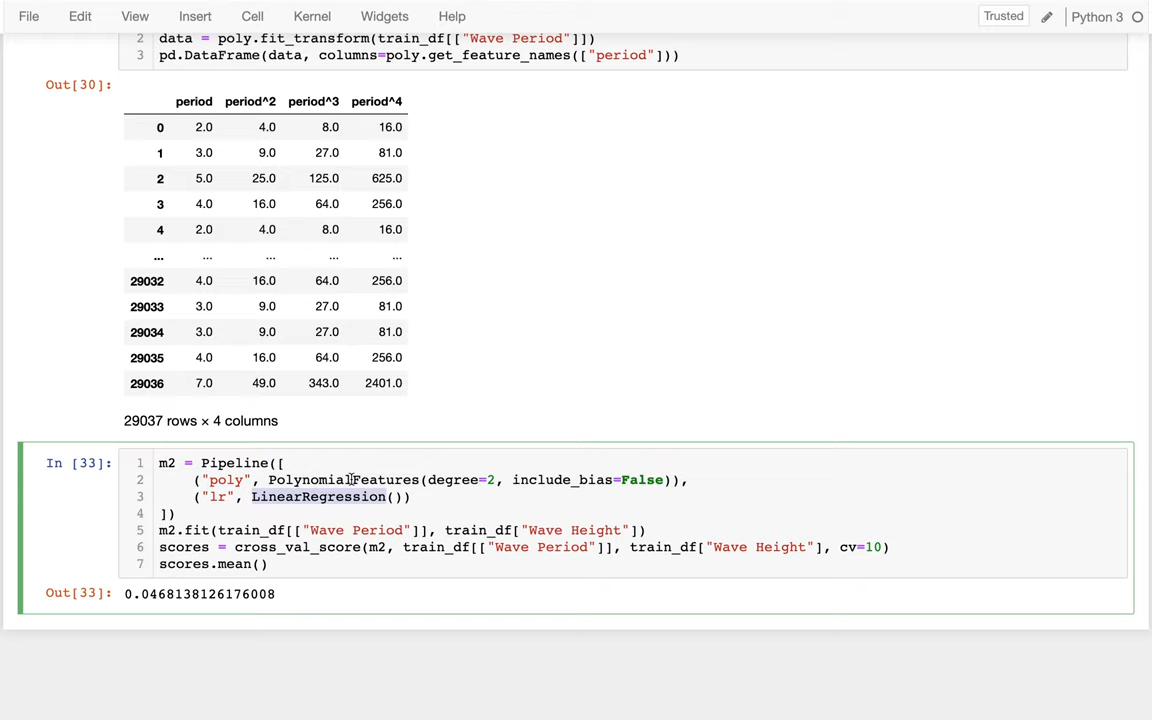 File Edit View Insert Cell Kernel Widgets Help Trusted Python 3
2 data = poly.fit_transform(train_df[["Wave Period"]])
3 pd.DataFrame(data, columns=poly.get_feature_names(["period"]))
Out[30]:
period period^2 period^3 period^4
0 2.0 4.0 8.0 16.0
1 3.0 9.0 27.0 81.0
2 5.0 25.0 125.0 625.0
3 4.0 16.0 64.0 256.0
4 2.0 4.0 8.0 16.0
... ... ... ... ...
29032 4.0 16.0 64.0 256.0
29033 3.0 9.0 27.0 81.0
29034 3.0 9.0 27.0 81.0
29035 4.0 16.0 64.0 256.0
29036 7.0 49.0 343.0 2401.0
29037 rows × 4 columns
In [33]: 1 m2 = Pipeline([
2 ("poly", PolynomialFeatures(degree=2, include_bias=False)),
3 ("lr", LinearRegression())
4 ])
5 m2.fit(train_df[["Wave Period"]], train_df["Wave Height"])
6 scores = cross_val_score(m2, train_df[["Wave Period"]], train_df["Wave Height"], cv=10)
7 scores.mean()
Out[33]: 0.0468138126176008